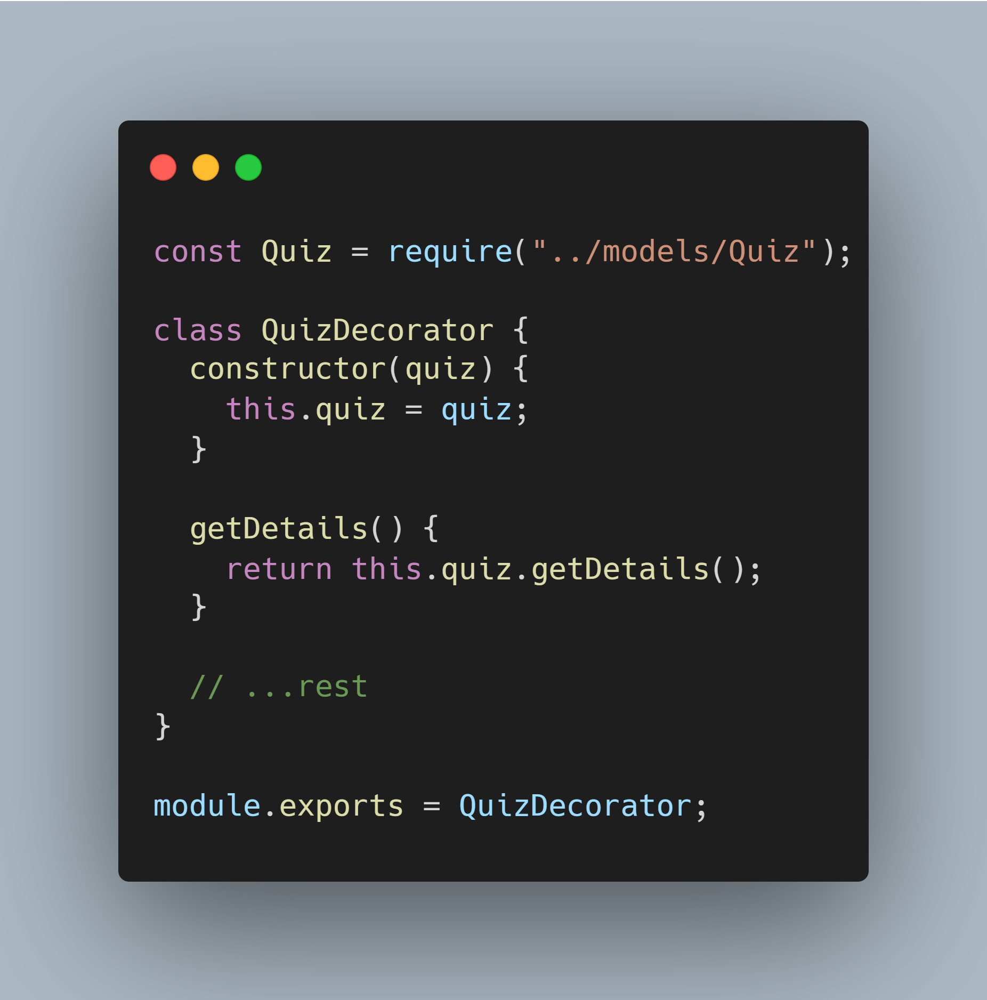 const Quiz = require("../models/Quiz");
class QuizDecorator {
  constructor(quiz) {
    this.quiz = quiz;
  }
  getDetails() {
    return this.quiz.getDetails();
  }
  // ...rest
}
module.exports = QuizDecorator;